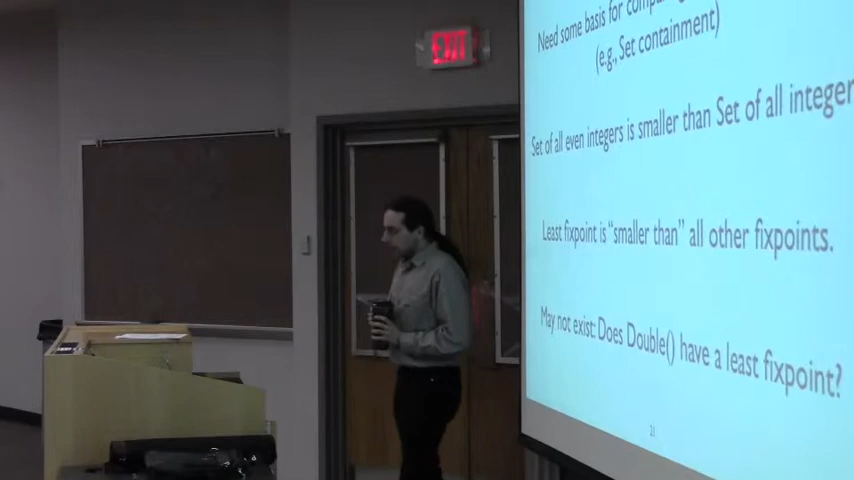 EXIT
Need some basis for
(e.g., Set containment)
Set of all even integers is smaller than Set of all
Least fixpoint is "smaller than" all other fixpoints.
May not exist: Does Double() have a least fixpoint?
21